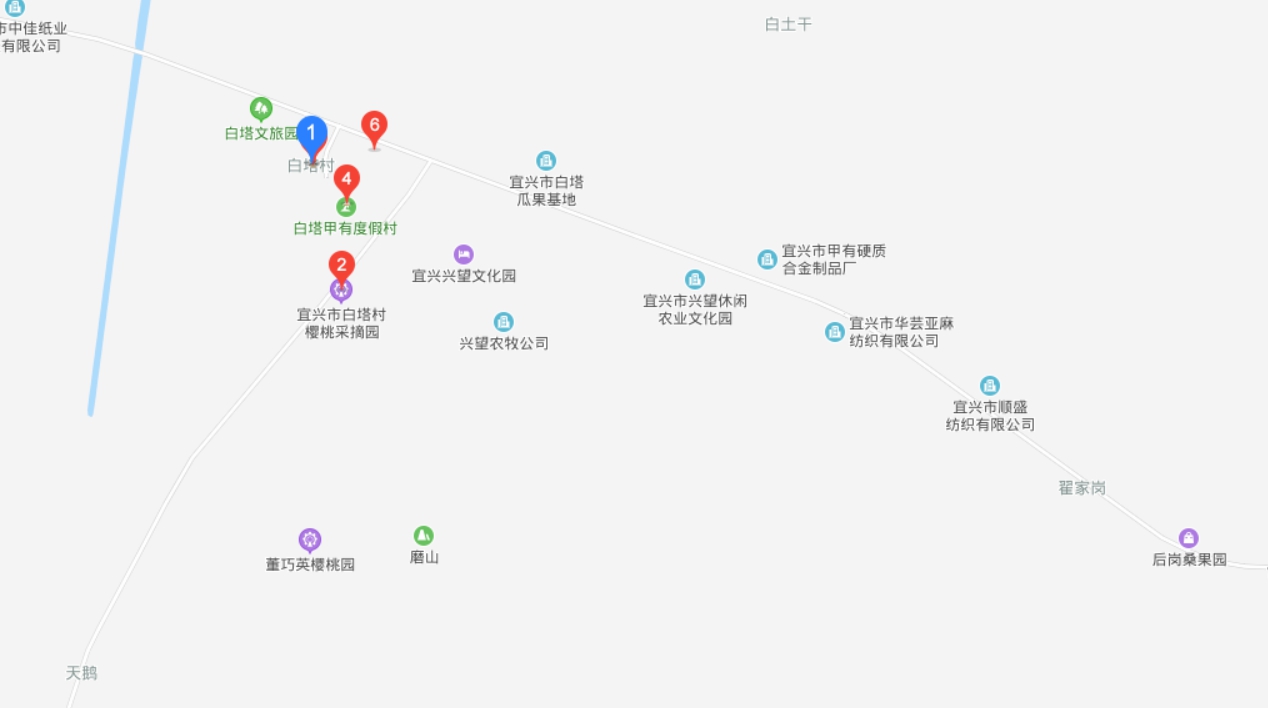 市中佳纸业
有限公司
白土干
白塔文旅园
1
6
白塔村
4
白塔甲有度假村
宜兴市白塔
瓜果基地
2
宜兴兴望文化园
宜兴市甲有硬质
合金制品厂
宜兴市白塔村
樱桃采摘园
兴望农牧公司
宜兴市兴望休闲
农业文化园
宜兴市华芸亚麻
纺织有限公司
宜兴市顺盛
纺织有限公司
翟家岗
董巧英樱桃园
磨山
后岗桑果园
天鹅